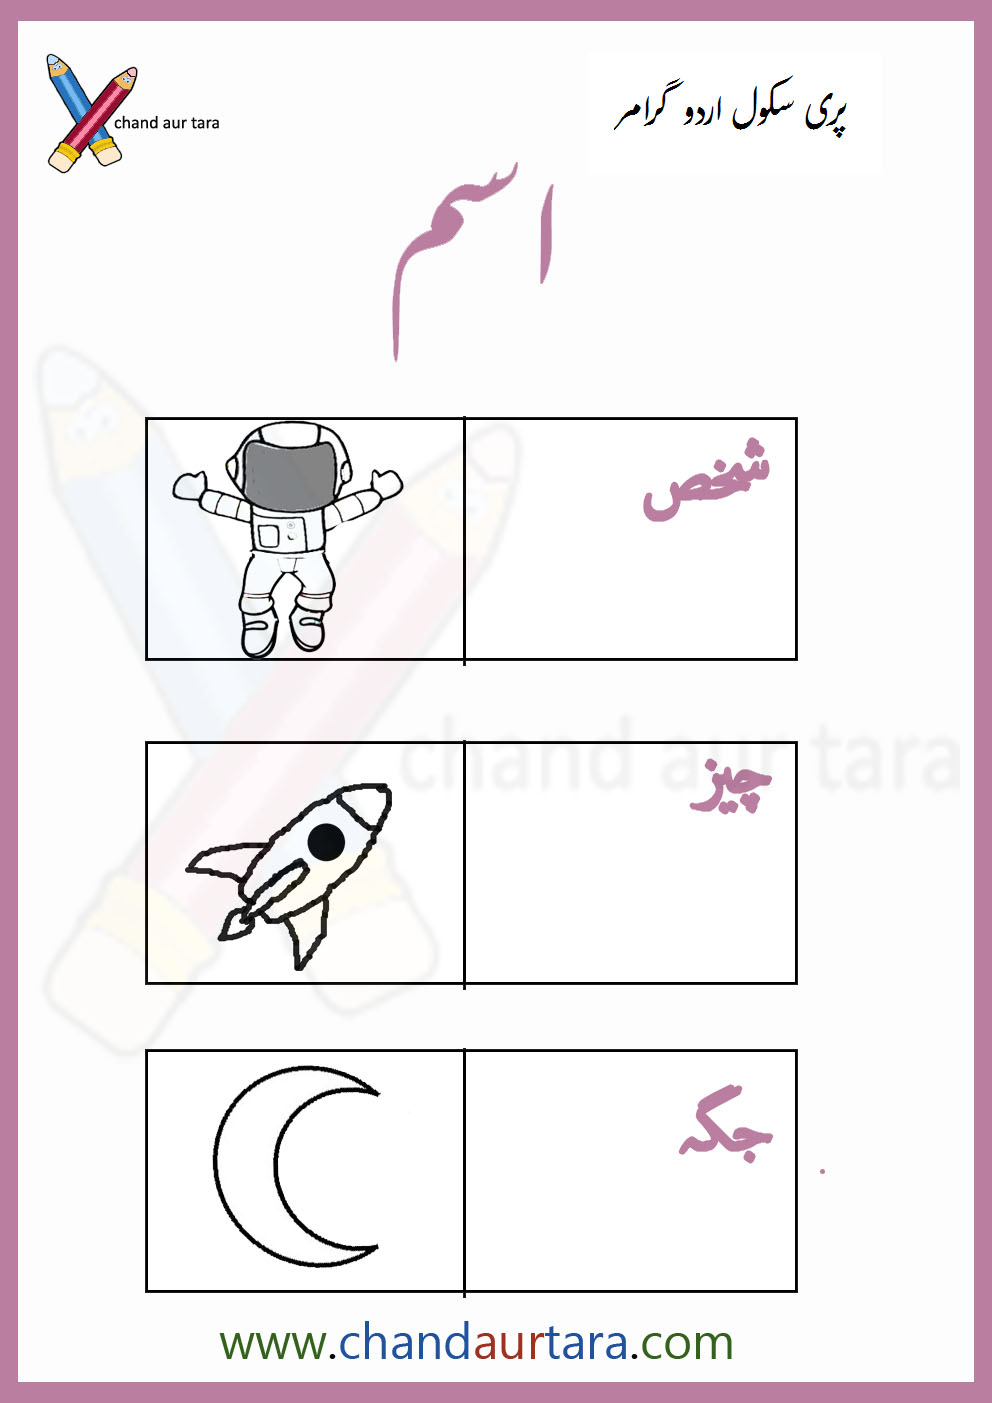 chand aur tara
پری سکول اردو گرامر
اسم
شخص
chand aur tara
چیز
جگہ
www.chandaurtara.com